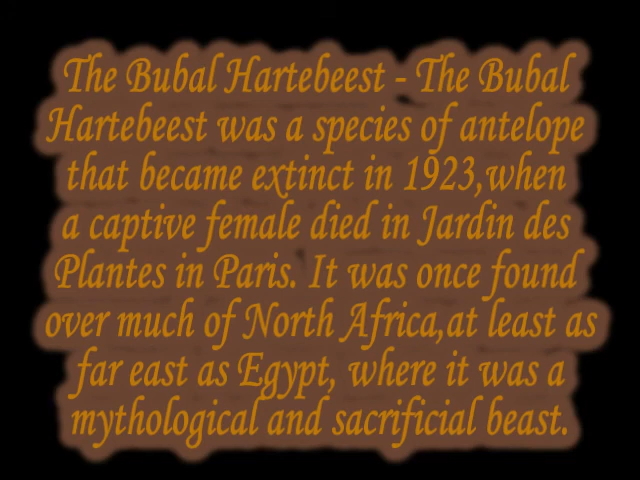 The Bubal Hartebeest - The Bubal
Hartebeest was a species of antelope
that became extinct in 1923,when
a captive female died in Jardin des
Plantes in Paris. It was once found
over much of North Africa,at least as
far east as Egypt, where it was a
mythological and sacrificial beast.